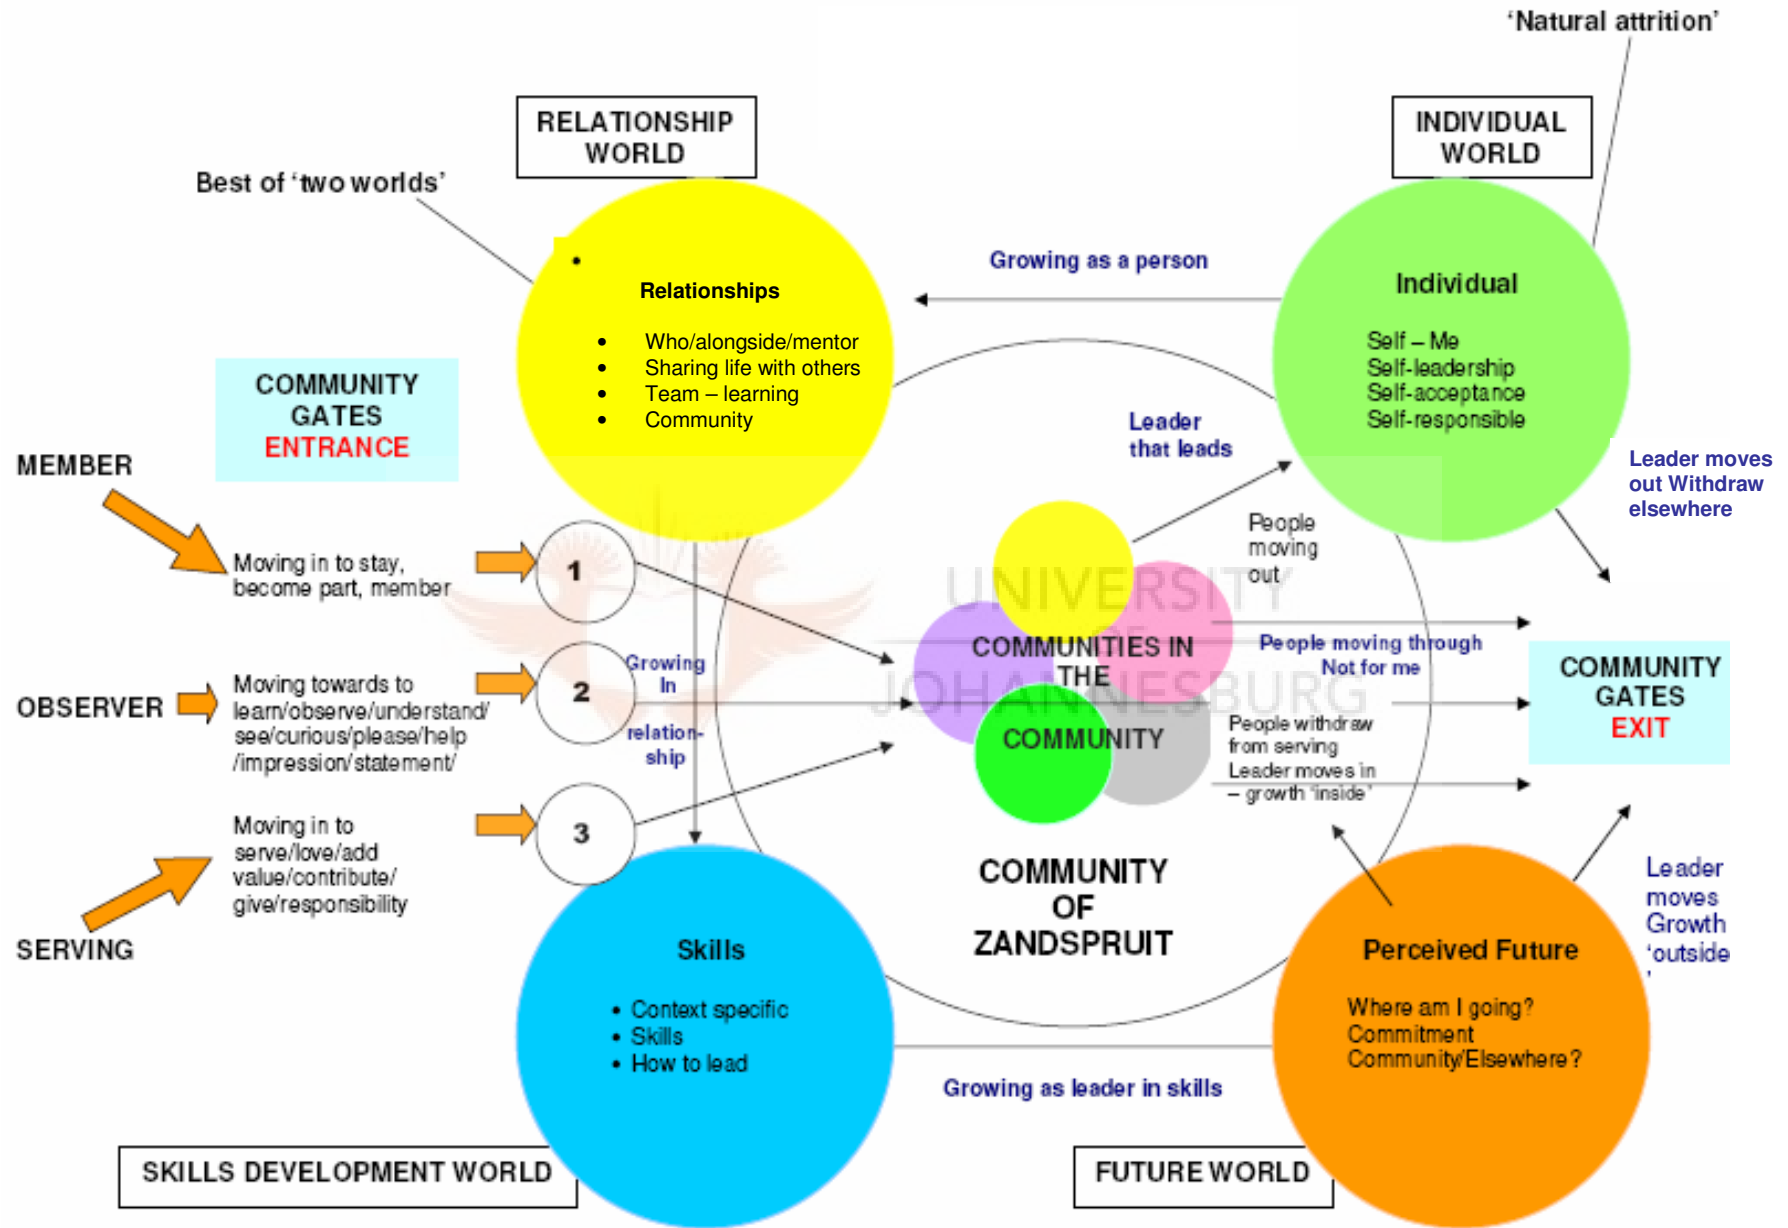 'Natural attrition'
RELATIONSHIP
WORLD
INDIVIDUAL
WORLD
Best of 'two worlds'
• 
Relationships
• Who/alongside/mentor
• Sharing life with others
• Team – learning
• Community
Growing as a person
Individual
Self – Me
Self-leadership
Self-acceptance
Self-responsible
COMMUNITY
GATES
ENTRANCE
Leader
that leads
Leader moves
out Withdraw
elsewhere
MEMBER
Moving in to stay,
become part, member
1
People
moving
out
UNIVERSITY
OF
JOHANNESBURG
OBSERVER
Moving towards to
learn/observe/understand/
see/curious/please/help
/impression/statement/
2
Growing
In
relation-
ship
COMMUNITIES IN
THE
COMMUNITY
People moving through
Not for me
People withdraw
from serving
Leader moves in
– growth 'inside'
COMMUNITY
GATES
EXIT
SERVING
Moving in to
serve/love/add
value/contribute/
give/responsibility
3
COMMUNITY
OF
ZANDSPRUIT
Leader
moves
Growth
'outside
'
Skills
• Context specific
• Skills
• How to lead
Perceived Future
Where am I going?
Commitment
Community/Elsewhere?
Growing as leader in skills
SKILLS DEVELOPMENT WORLD
FUTURE WORLD